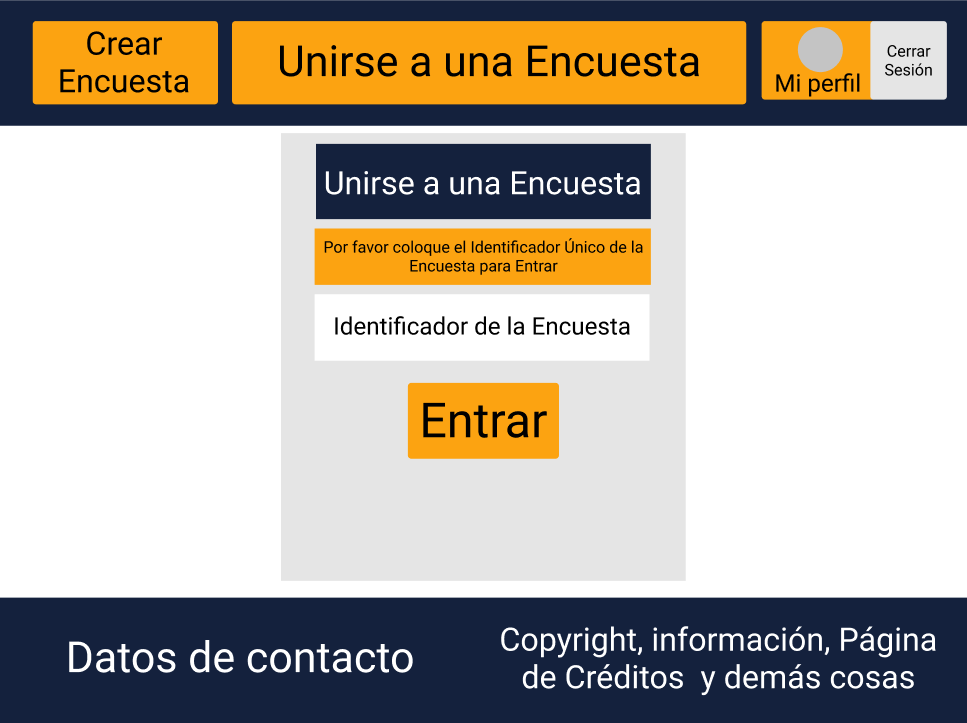 Crear
Encuesta
Unirse a una Encuesta
Mi perfil
Cerrar
Sesión
Unirse a una Encuesta
Por favor coloque el Identificador Único de la
Encuesta para Entrar
Identificador de la Encuesta
Entrar
Datos de contacto
Copyright, información, Página
de Créditos y demás cosas